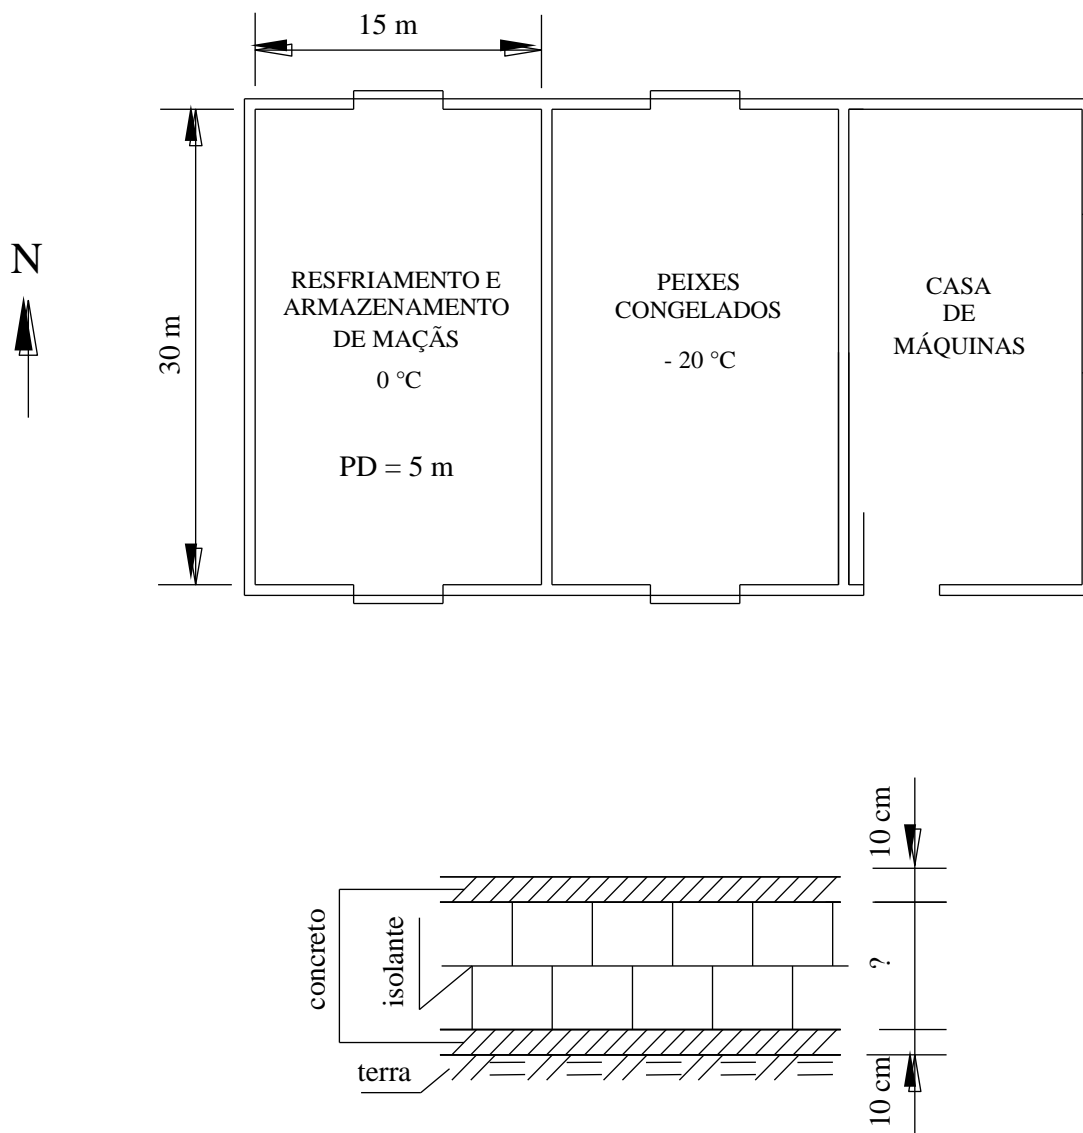 15 m
30 m
N
RESFRIAMENTO E
ARMAZENAMENTO
DE MAÇÃS
0 °C
PD = 5 m
PEIXES
CONGELADOS
- 20 °C
CASA
DE
MÁQUINAS
concreto
isolante
terra
10 cm
?
10 cm